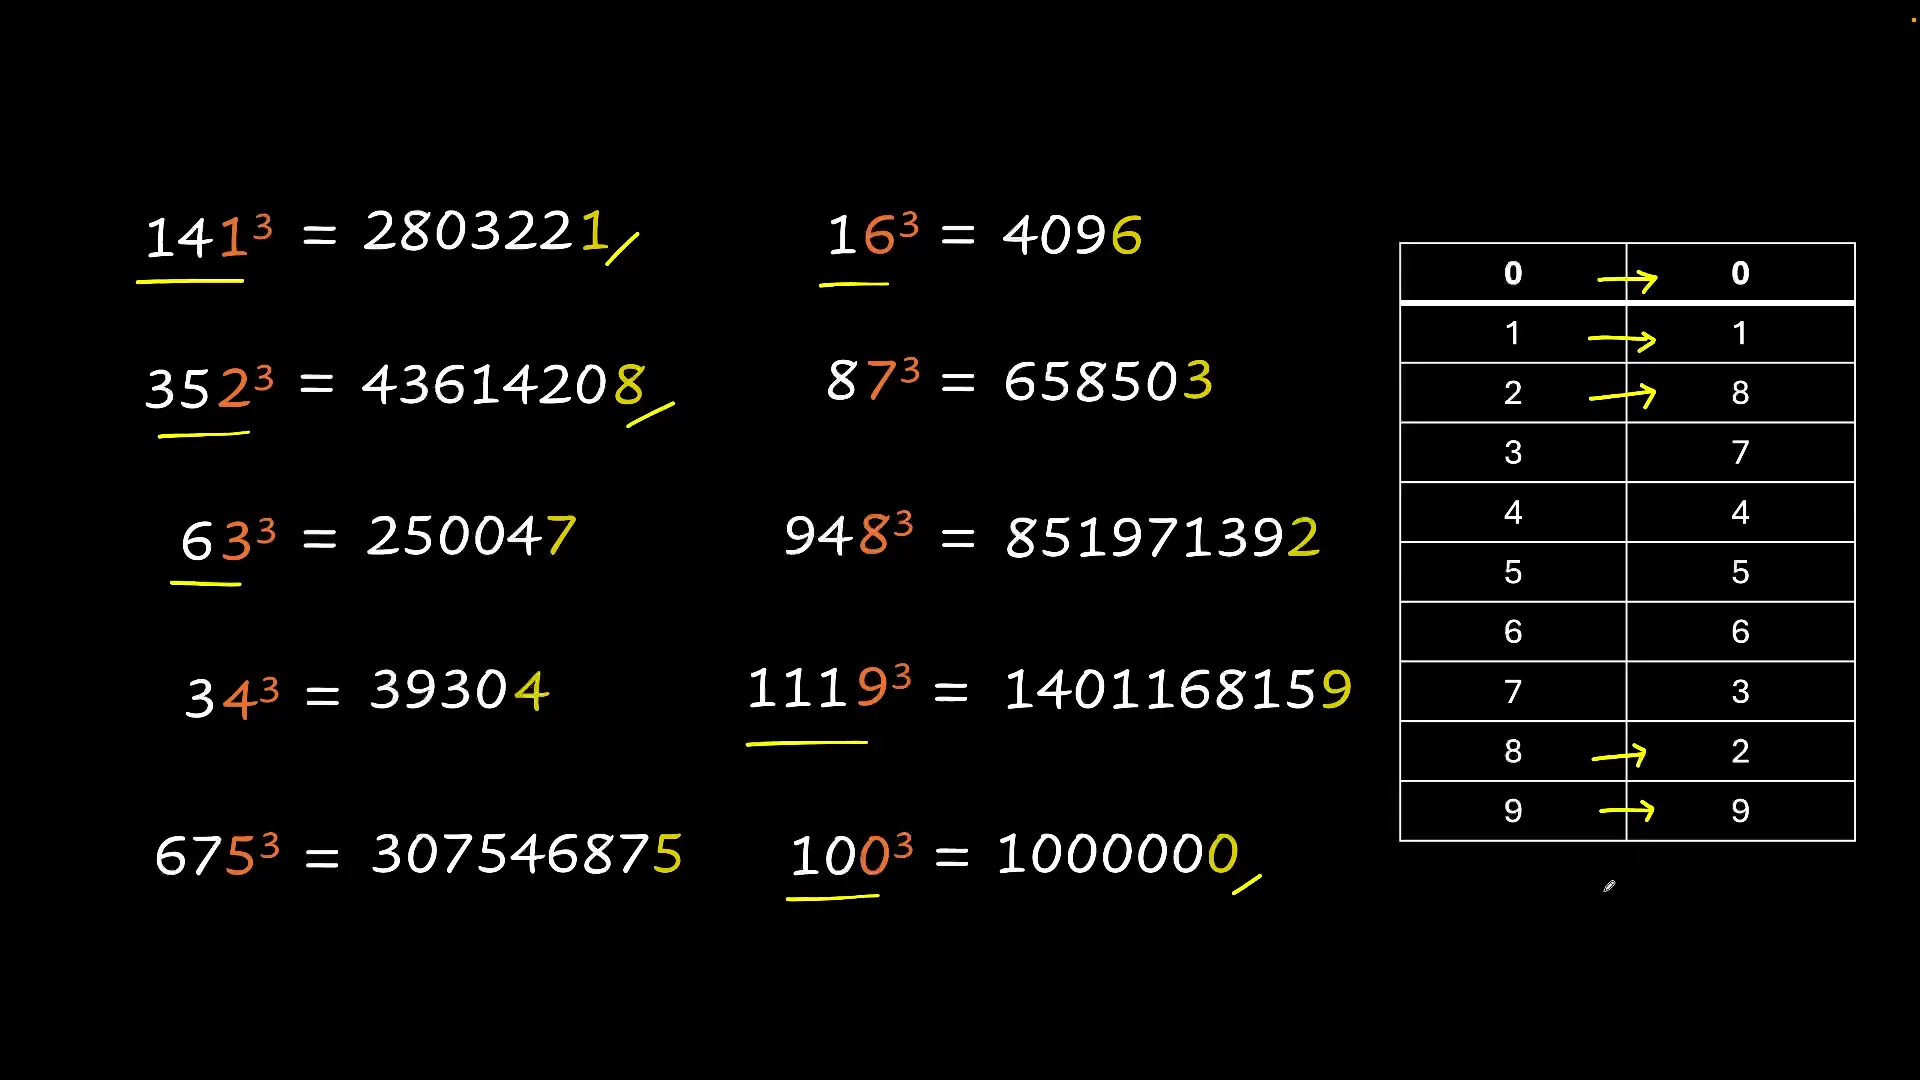 141³ = 2803221
352³ = 43614208
63³ = 250047
34³ = 39304
675³ = 307546875
16³ = 4096
87³ = 658503
948³ = 851971392
1119³ = 1401168159
100³ = 1000000
0 → 0
1 → 1
2 → 8
3 7
4 4
5 5
6 6
7 3
8 → 2
9 → 9